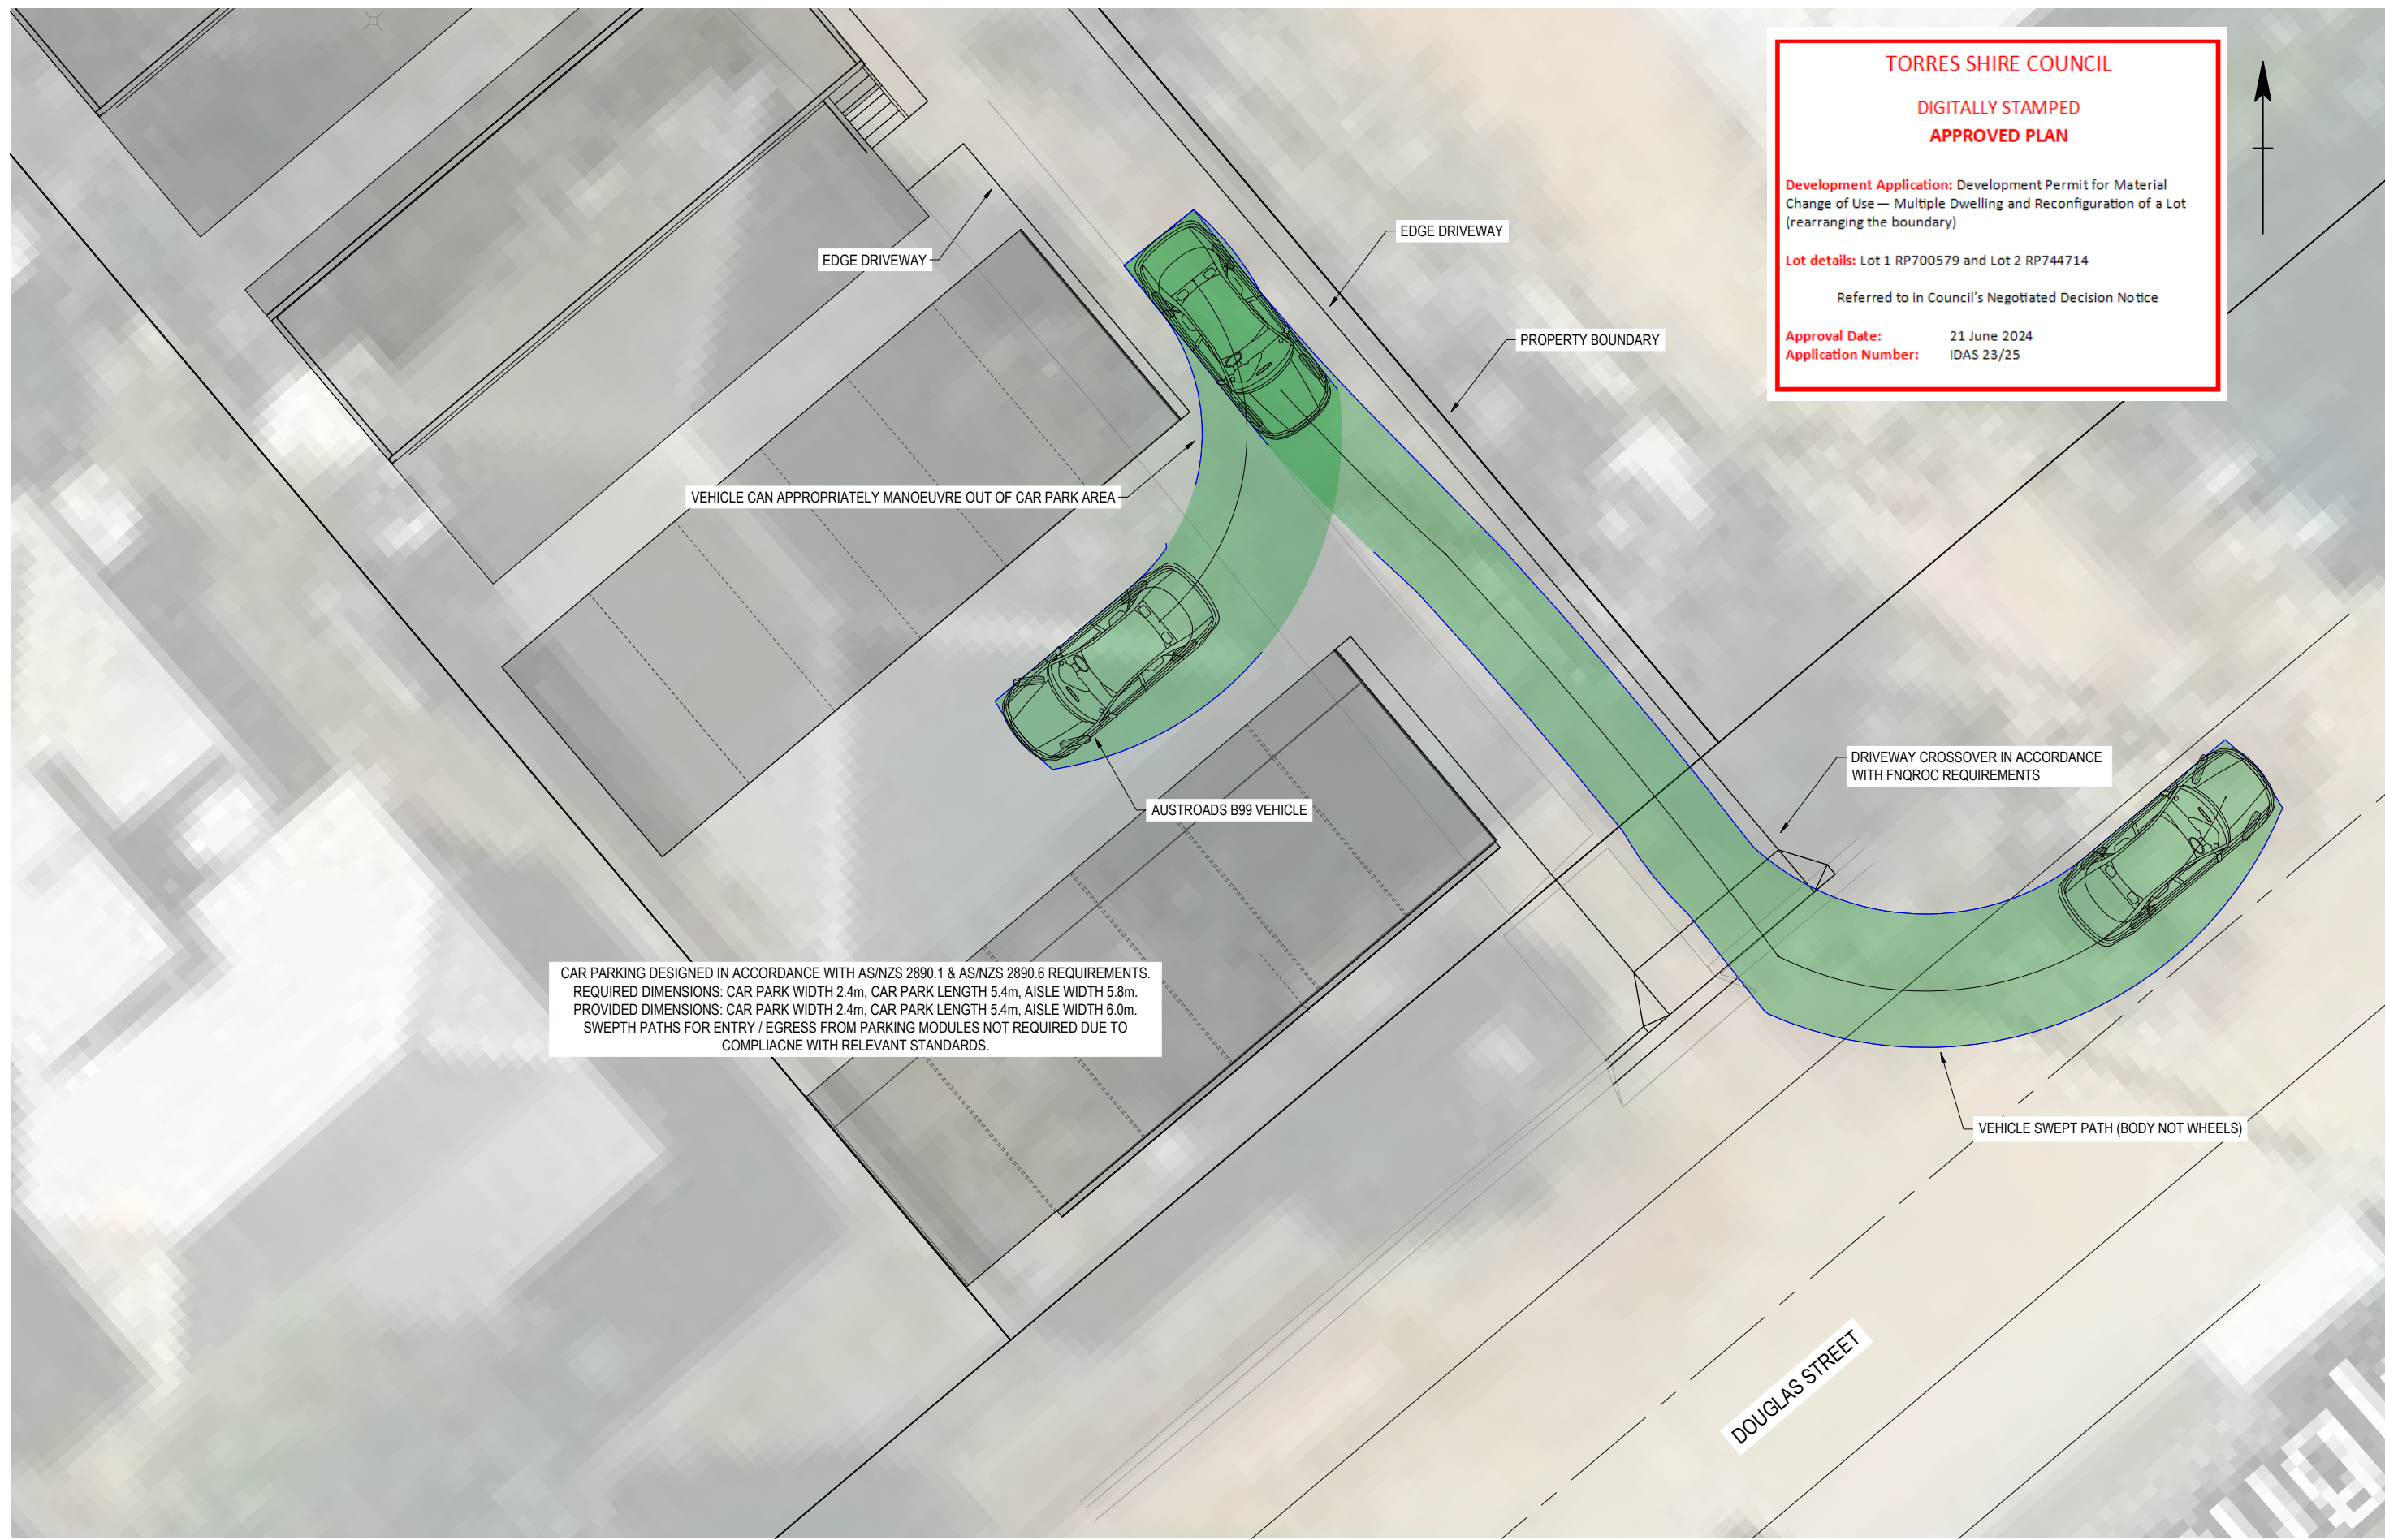 TORRES SHIRE COUNCIL
DIGITALLY STAMPED
APPROVED PLAN
Development Application: Development Permit for Material
Change of Use — Multiple Dwelling and Reconfiguration of a Lot
(rearranging the boundary)
Lot details: Lot 1 RP700579 and Lot 2 RP744714
Referred to in Council's Negotiated Decision Notice
Approval Date: 21 June 2024
Application Number: IDAS 23/25
EDGE DRIVEWAY
EDGE DRIVEWAY
PROPERTY BOUNDARY
VEHICLE CAN APPROPRIATELY MANOEUVRE OUT OF CAR PARK AREA
DRIVEWAY CROSSOVER IN ACCORDANCE
WITH FNQROC REQUIREMENTS
AUSTROADS B99 VEHICLE
CAR PARKING DESIGNED IN ACCORDANCE WITH AS/NZS 2890.1 & AS/NZS 2890.6 REQUIREMENTS.
REQUIRED DIMENSIONS: CAR PARK WIDTH 2.4m, CAR PARK LENGTH 5.4m, AISLE WIDTH 5.8m.
PROVIDED DIMENSIONS: CAR PARK WIDTH 2.4m, CAR PARK LENGTH 5.4m, AISLE WIDTH 6.0m.
SWEPTH PATHS FOR ENTRY / EGRESS FROM PARKING MODULES NOT REQUIRED DUE TO
COMPLIACNE WITH RELEVANT STANDARDS.
VEHICLE SWEPT PATH (BODY NOT WHEELS)
DOUGLAS STREET